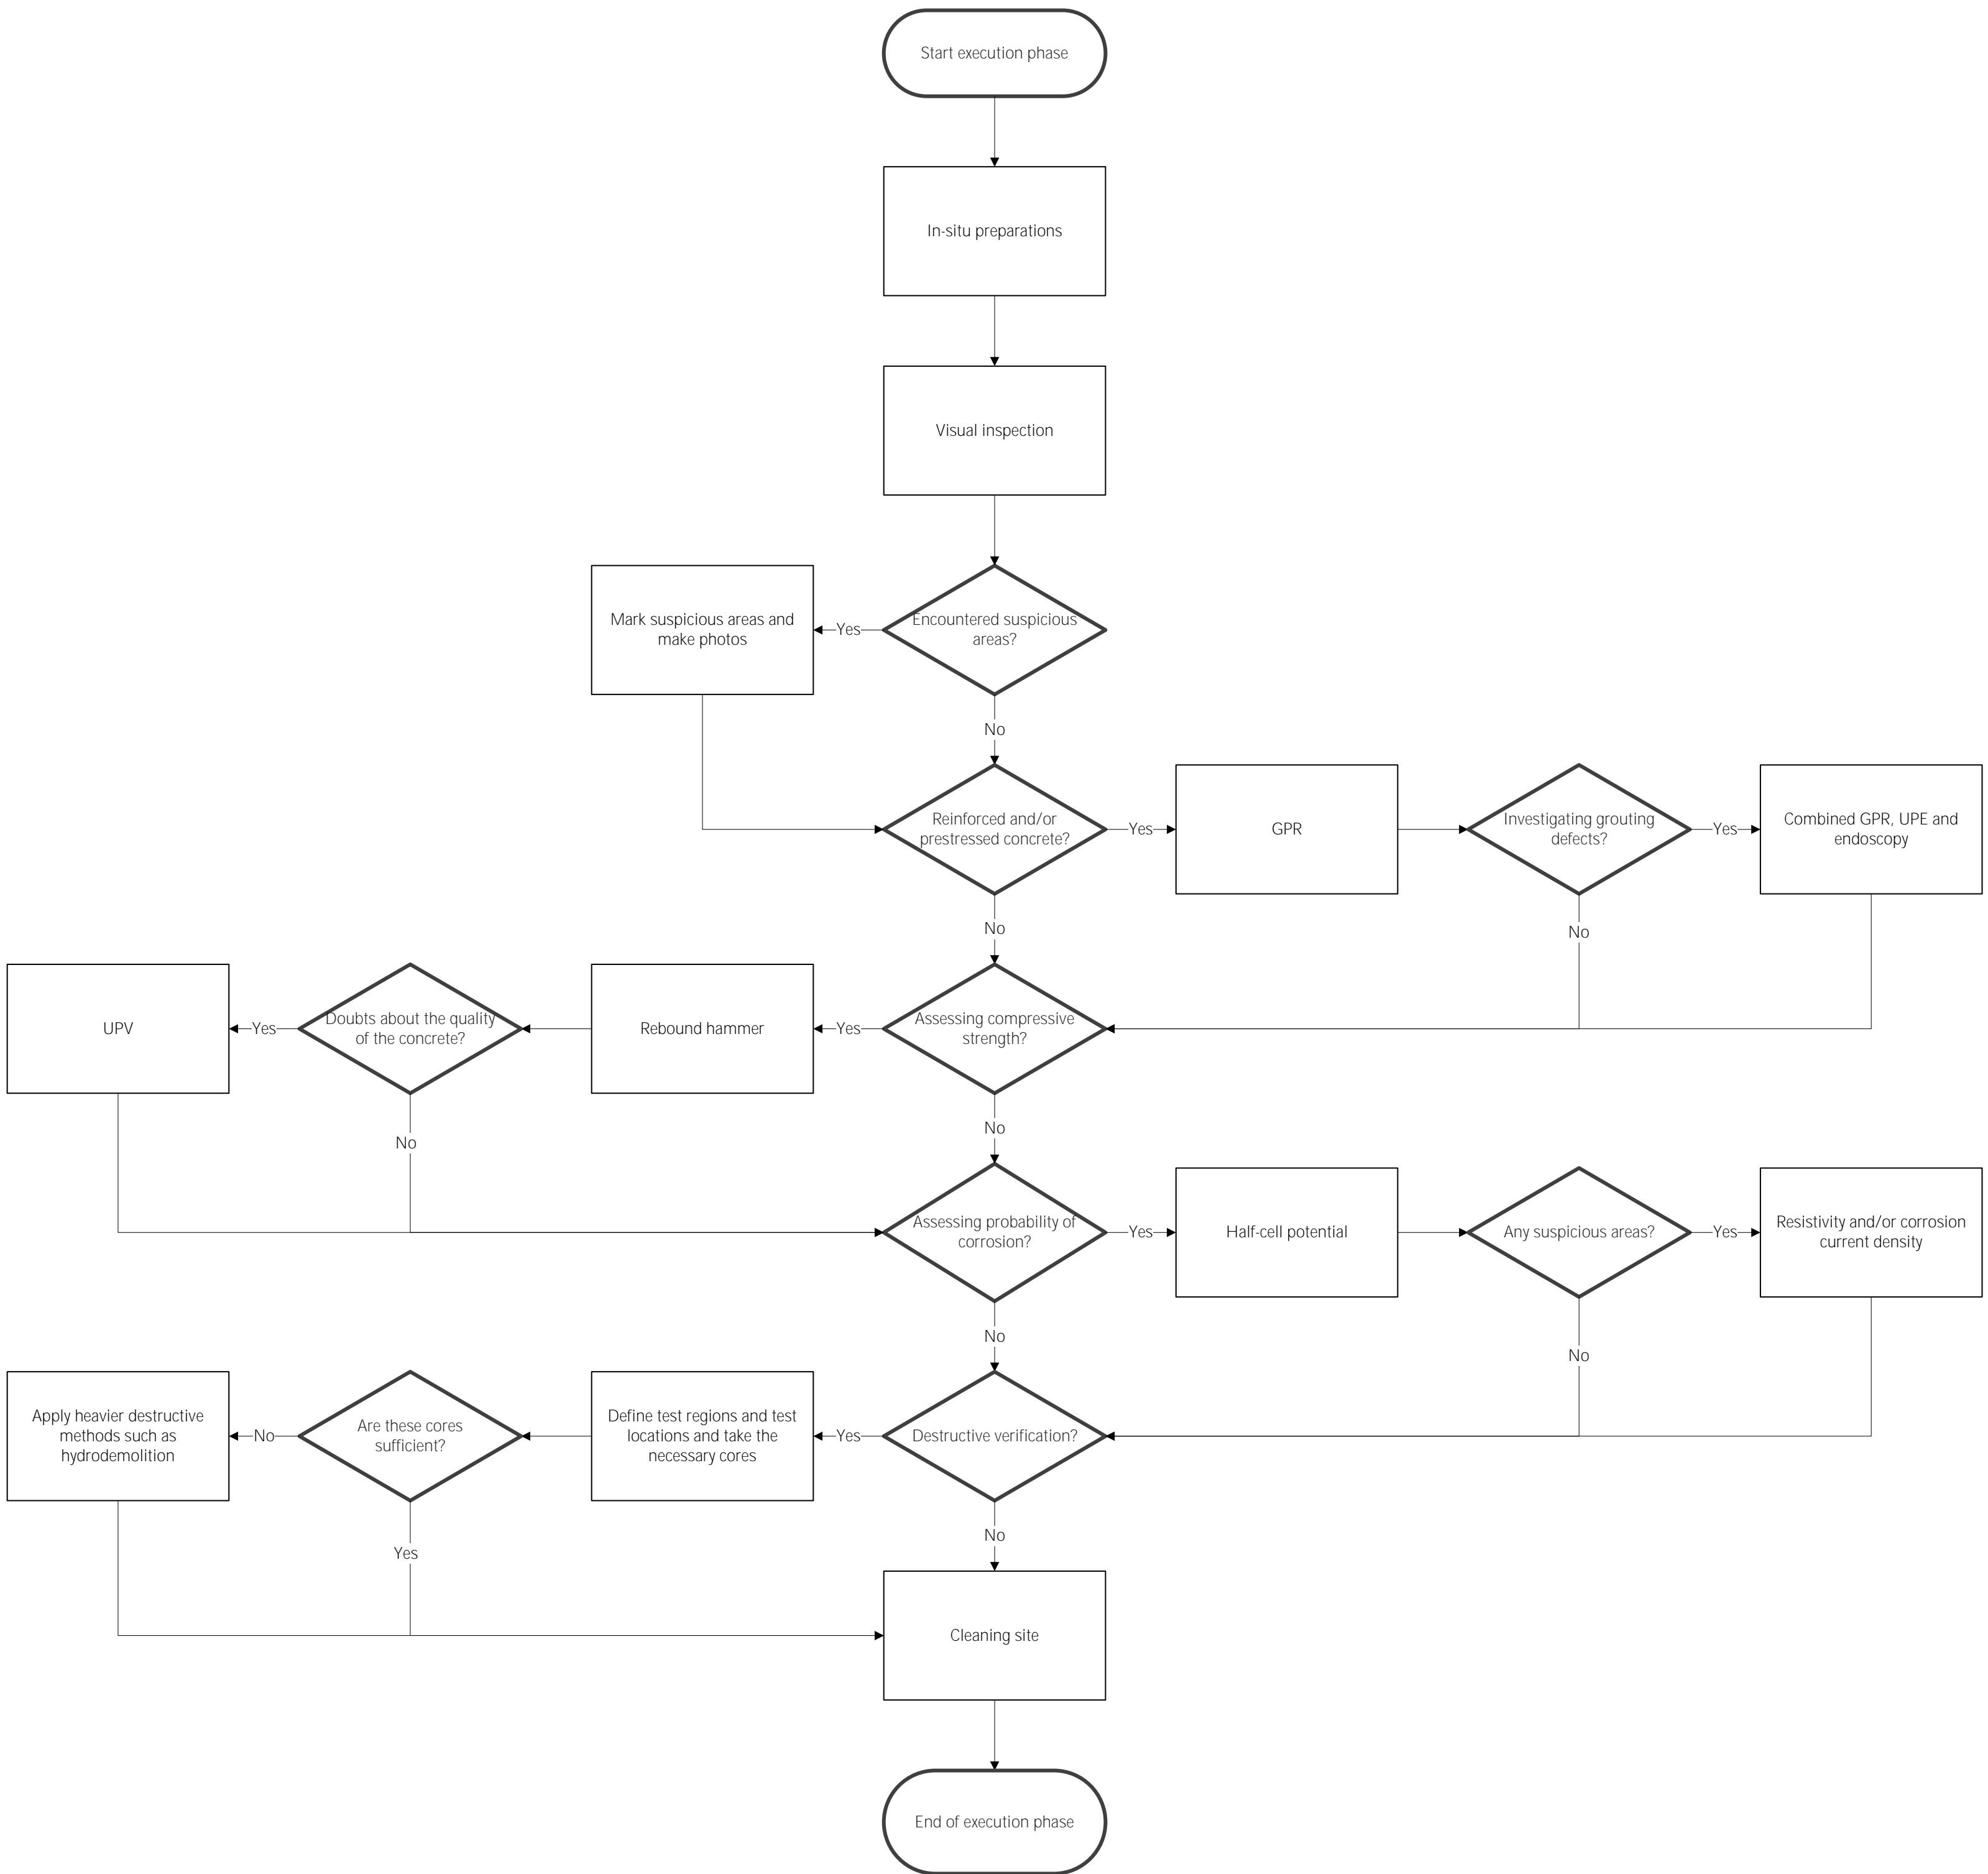 Start execution phase
In-situ preparations
Visual inspection
Mark suspicious areas and
make photos
Yes
Encountered suspicious
areas?
No
Reinforced and/or
prestressed concrete?
Yes
GPR
Investigating grouting
defects?
Yes
Combined GPR, UPE and
endoscopy
No
No
UPV
Yes
Doubts about the quality
of the concrete?
Rebound hammer
Yes
Assessing compressive
strength?
No
No
Assessing probability of
corrosion?
Yes
Half-cell potential
Any suspicious areas?
Yes
Resistivity and/or corrosion
current density
No
No
Apply heavier destructive
methods such as
hydrodemolition
No
Are these cores
sufficient?
Define test regions and test
locations and take the
necessary cores
Yes
Destructive verification?
No
Yes
Cleaning site
End of execution phase